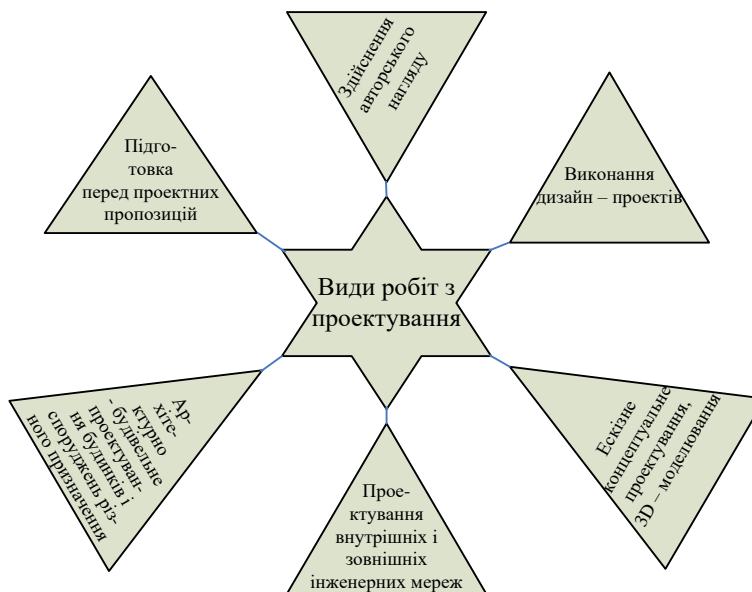 Здійснення
авторського
нагляду
Підго-
товка
перед проектних
пропозицій
Виконання
дизайн – проектів
Види робіт з
проектування
Ар-
хіте-
ктурно
- будівельне
проектуван-
ня будинків і
споруджень різ-
ного призначення
Ескізне
концептуальне
проектування,
3D – моделювання
Прое-
ктування
внутрішніх і
зовнішніх
інженерних мереж